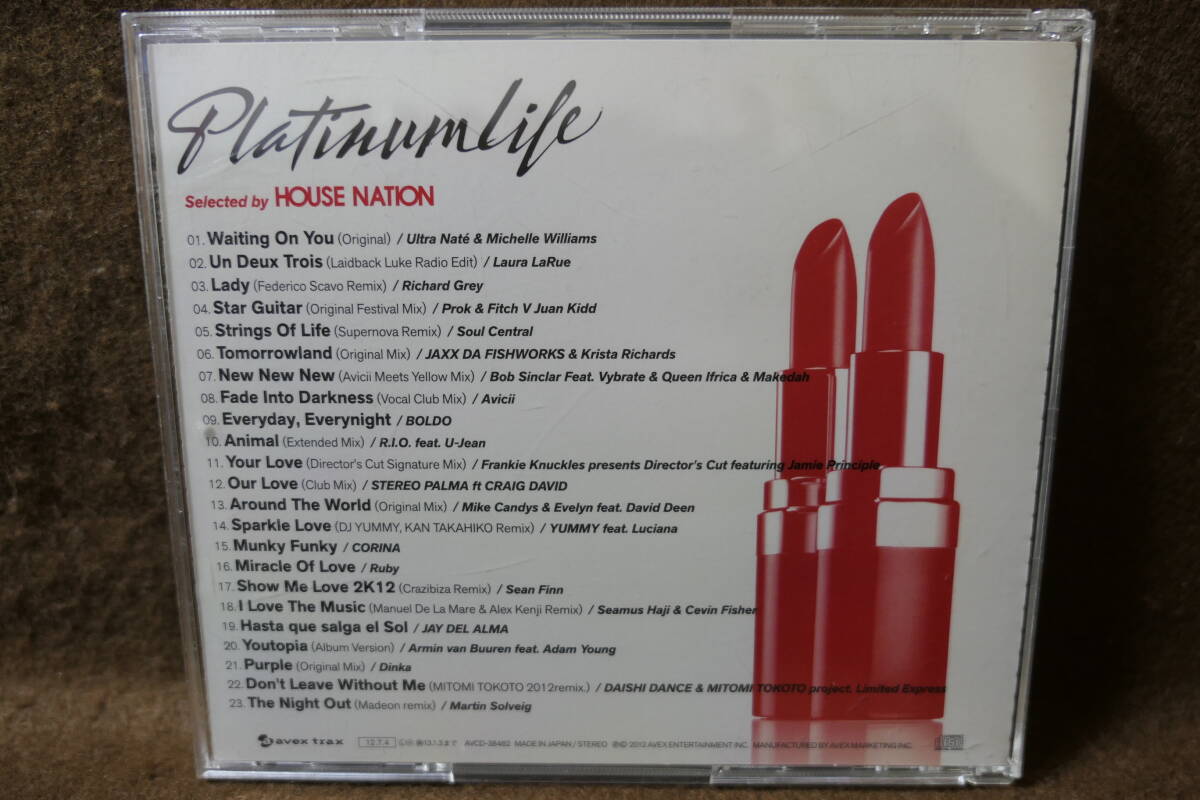 Platinumlife
Selected by HOUSE NATION
01. Waiting On You (Original) / Ultra Naté & Michelle Williams
02. Un Deux Trois (Laidback Luke Radio Edit) / Laura LaRue
03. Lady (Federico Scavo Remix) / Richard Grey
04. Star Guitar (Original Festival Mix) / Prok & Fitch V Juan Kidd
05. Strings Of Life (Supernova Remix) / Soul Central
06. Tomorrowland (Original Mix) / JAXX DA FISHWORKS & Krista Richards
07. New New New (Avicii Meets Yellow Mix) / Bob Sinclar Feat. Vybrate & Queen Ifrica & Makedah
08. Fade Into Darkness (Vocal Club Mix) / Avicii
09. Everyday, Everynight / BOLDO
10. Animal (Extended Mix) / R.I.O. feat. U-Jean
11. Your Love (Director's Cut Signature Mix) / Frankie Knuckles presents Director's Cut featuring Jamie Principle
12. Our Love (Club Mix) / STEREO PALMA ft CRAIG DAVID
13. Around The World (Original Mix) / Mike Candys & Evelyn feat. David Deen
14. Sparkle Love (DJ YUMMY, KAN TAKAHIKO Remix) / YUMMY feat. Luciana
15. Munky Funky / CORINA
16. Miracle Of Love / Ruby
17. Show Me Love 2K12 (Crazibiza Remix) / Sean Finn
18. I Love The Music (Manuel De La Mare & Alex Kenji Remix) / Seamus Haji & Cevin Fisher
19. Hasta que salga el Sol / JAY DEL ALMA
20. Youtopia (Album Version) / Armin van Buuren feat. Adam Young
21. Purple (Original Mix) / Dinka
22. Don't Leave Without Me (MITOMI TOKOTO 2012remix.) / DAISHI DANCE & MITOMI TOKOTO project. Limited Express
23. The Night Out (Madeon remix) / Martin Solveig
avex trax 12.7.4 13.1.3まで AVCD-38482 MADE IN JAPAN / STEREO ℗© 2012 AVEX ENTERTAINMENT INC. MANUFACTURED BY AVEX MARKETING INC.